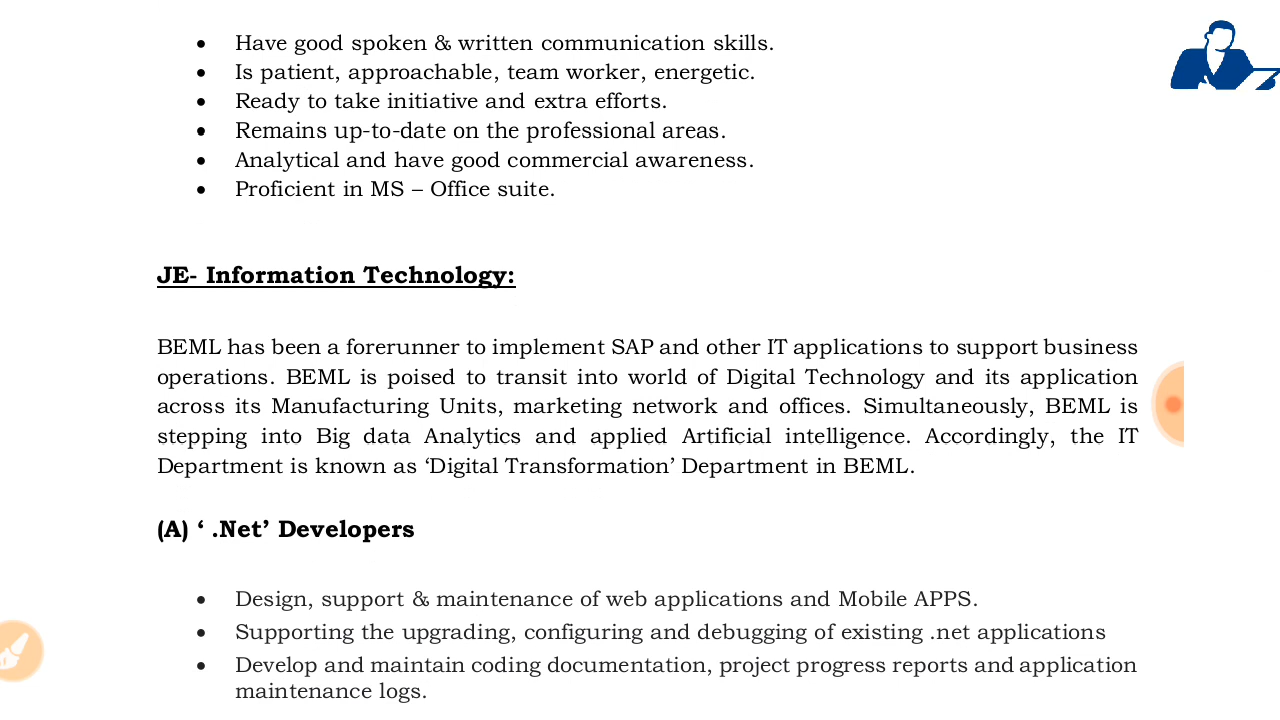 • Have good spoken & written communication skills.
• Is patient, approachable, team worker, energetic.
• Ready to take initiative and extra efforts.
• Remains up-to-date on the professional areas.
• Analytical and have good commercial awareness.
• Proficient in MS – Office suite.
JE- Information Technology:
BEML has been a forerunner to implement SAP and other IT applications to support business
operations. BEML is poised to transit into world of Digital Technology and its application
across its Manufacturing Units, marketing network and offices. Simultaneously, BEML is
stepping into Big data Analytics and applied Artificial intelligence. Accordingly, the IT
Department is known as ‘Digital Transformation’ Department in BEML.
(A) ‘ .Net’ Developers
• Design, support & maintenance of web applications and Mobile APPS.
• Supporting the upgrading, configuring and debugging of existing .net applications
• Develop and maintain coding documentation, project progress reports and application
maintenance logs.